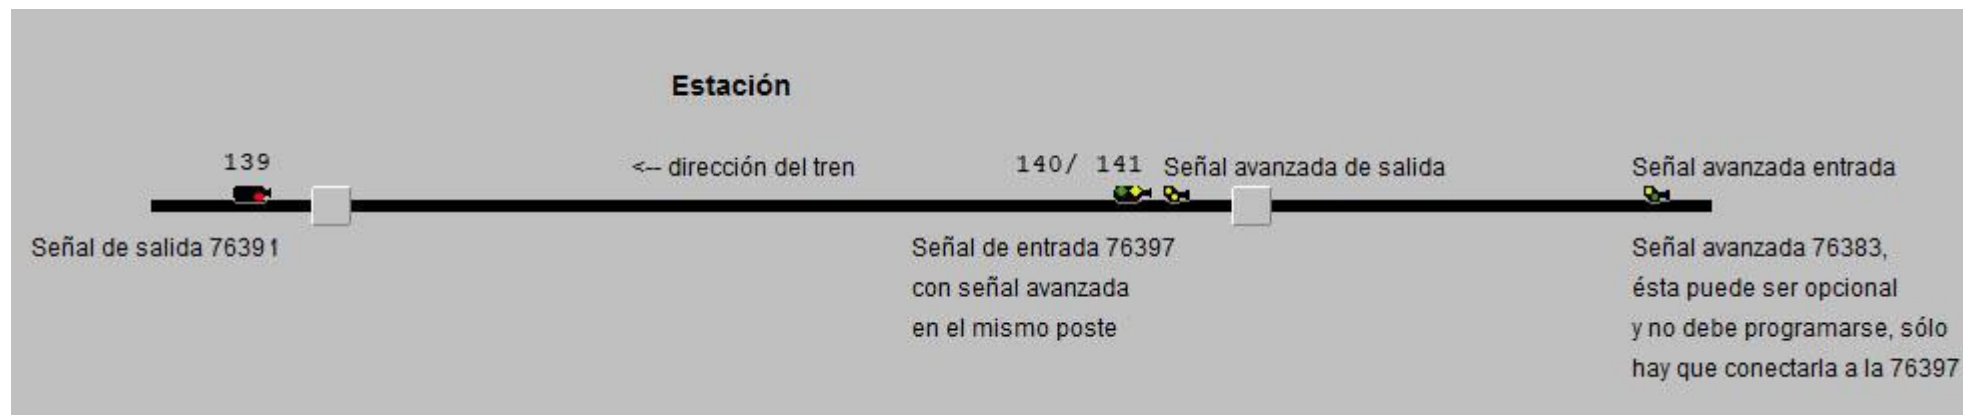 Estación
139
<-- dirección del tren
140/ 141
Señal avanzada de salida
Señal avanzada entrada
Señal de salida 76391
Señal de entrada 76397
con señal avanzada
en el mismo poste
Señal avanzada 76383,
ésta puede ser opcional
y no debe programarse, sólo
hay que conectarla a la 76397